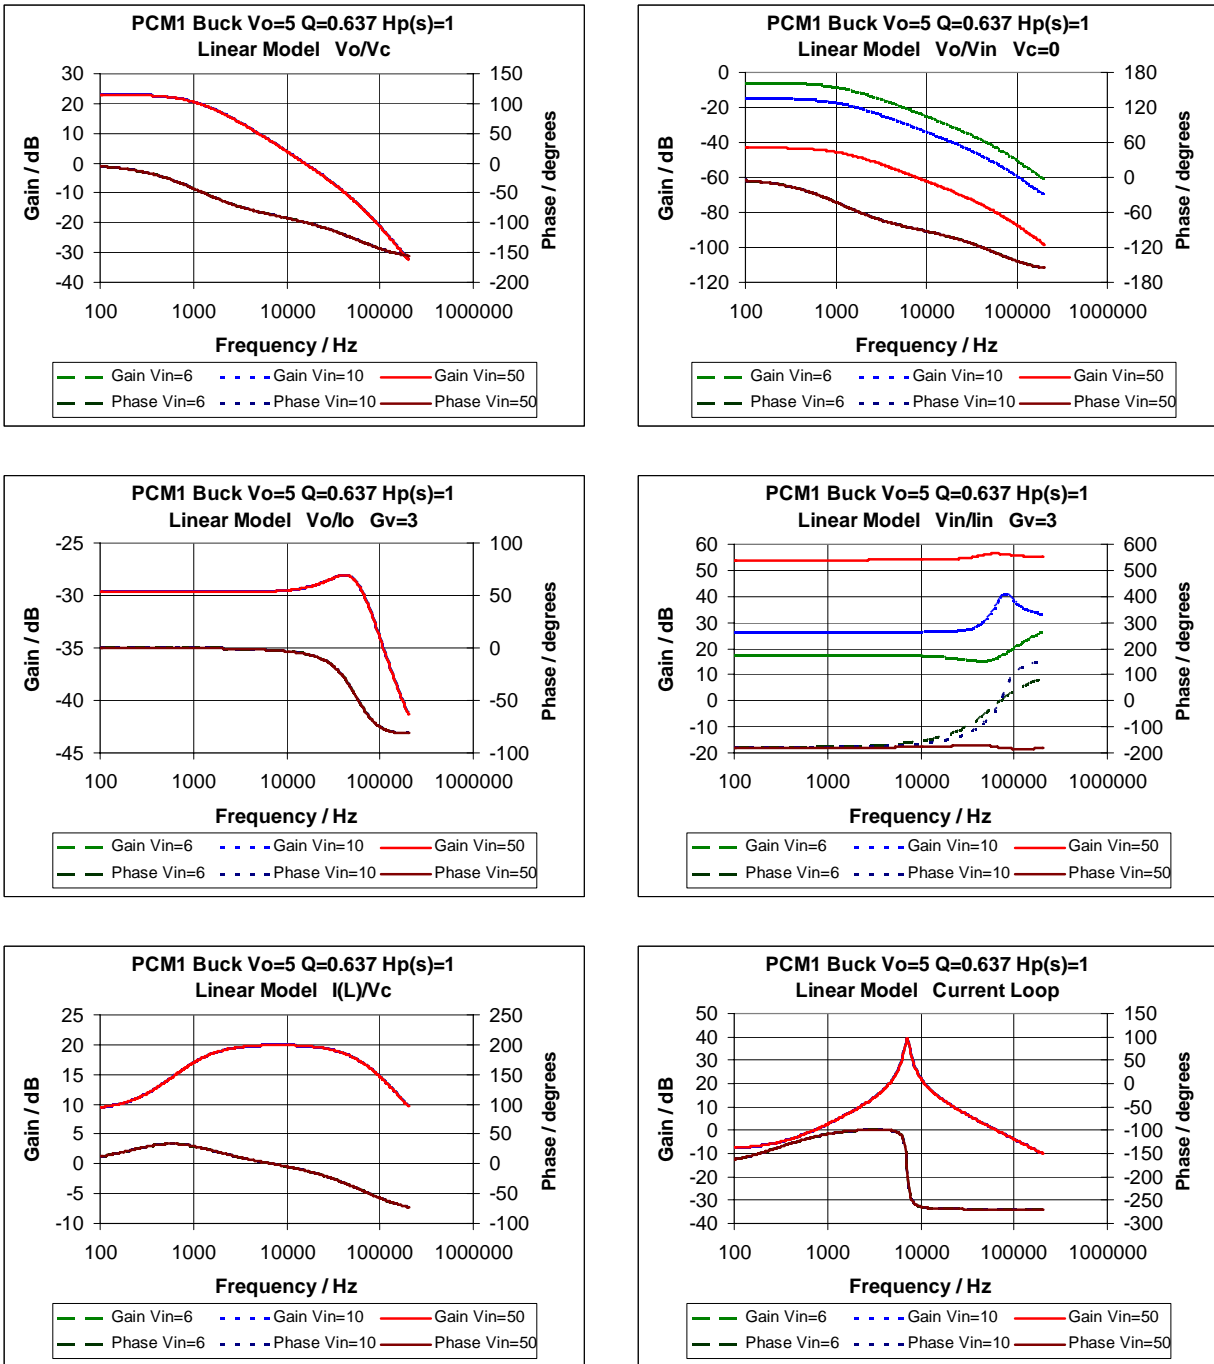 PCM1 Buck Vo=5 Q=0.637 Hp(s)=1
Linear Model Vo/Vc
30
20
10
0
-10
-20
-30
-40
150
100
50
0
-50
-100
-150
-200
Gain / dB
Phase / degrees
100 1000 10000 100000 1000000
Frequency / Hz
Gain Vin=6 Gain Vin=10 Gain Vin=50
Phase Vin=6 Phase Vin=10 Phase Vin=50
PCM1 Buck Vo=5 Q=0.637 Hp(s)=1
Linear Model Vo/Vin Vc=0
0
-20
-40
-60
-80
-100
-120
180
120
60
0
-60
-120
-180
Gain / dB
Phase / degrees
100 1000 10000 100000 1000000
Frequency / Hz
Gain Vin=6 Gain Vin=10 Gain Vin=50
Phase Vin=6 Phase Vin=10 Phase Vin=50
PCM1 Buck Vo=5 Q=0.637 Hp(s)=1
Linear Model Vo/Io Gv=3
-25
-30
-35
-40
-45
100
50
0
-50
-100
Gain / dB
Phase / degrees
100 1000 10000 100000 1000000
Frequency / Hz
Gain Vin=6 Gain Vin=10 Gain Vin=50
Phase Vin=6 Phase Vin=10 Phase Vin=50
PCM1 Buck Vo=5 Q=0.637 Hp(s)=1
Linear Model Vin/Iin Gv=3
60
50
40
30
20
10
0
-10
-20
600
500
400
300
200
100
0
-100
-200
Gain / dB
Phase / degrees
100 1000 10000 100000 1000000
Frequency / Hz
Gain Vin=6 Gain Vin=10 Gain Vin=50
Phase Vin=6 Phase Vin=10 Phase Vin=50
PCM1 Buck Vo=5 Q=0.637 Hp(s)=1
Linear Model I(L)/Vc
25
20
15
10
5
0
-5
-10
250
200
150
100
50
0
-50
-100
Gain / dB
Phase / degrees
100 1000 10000 100000 1000000
Frequency / Hz
Gain Vin=6 Gain Vin=10 Gain Vin=50
Phase Vin=6 Phase Vin=10 Phase Vin=50
PCM1 Buck Vo=5 Q=0.637 Hp(s)=1
Linear Model Current Loop
50
40
30
20
10
0
-10
-20
-30
-40
150
100
50
0
-50
-100
-150
-200
-250
-300
Gain / dB
Phase / degrees
100 1000 10000 100000 1000000
Frequency / Hz
Gain Vin=6 Gain Vin=10 Gain Vin=50
Phase Vin=6 Phase Vin=10 Phase Vin=50